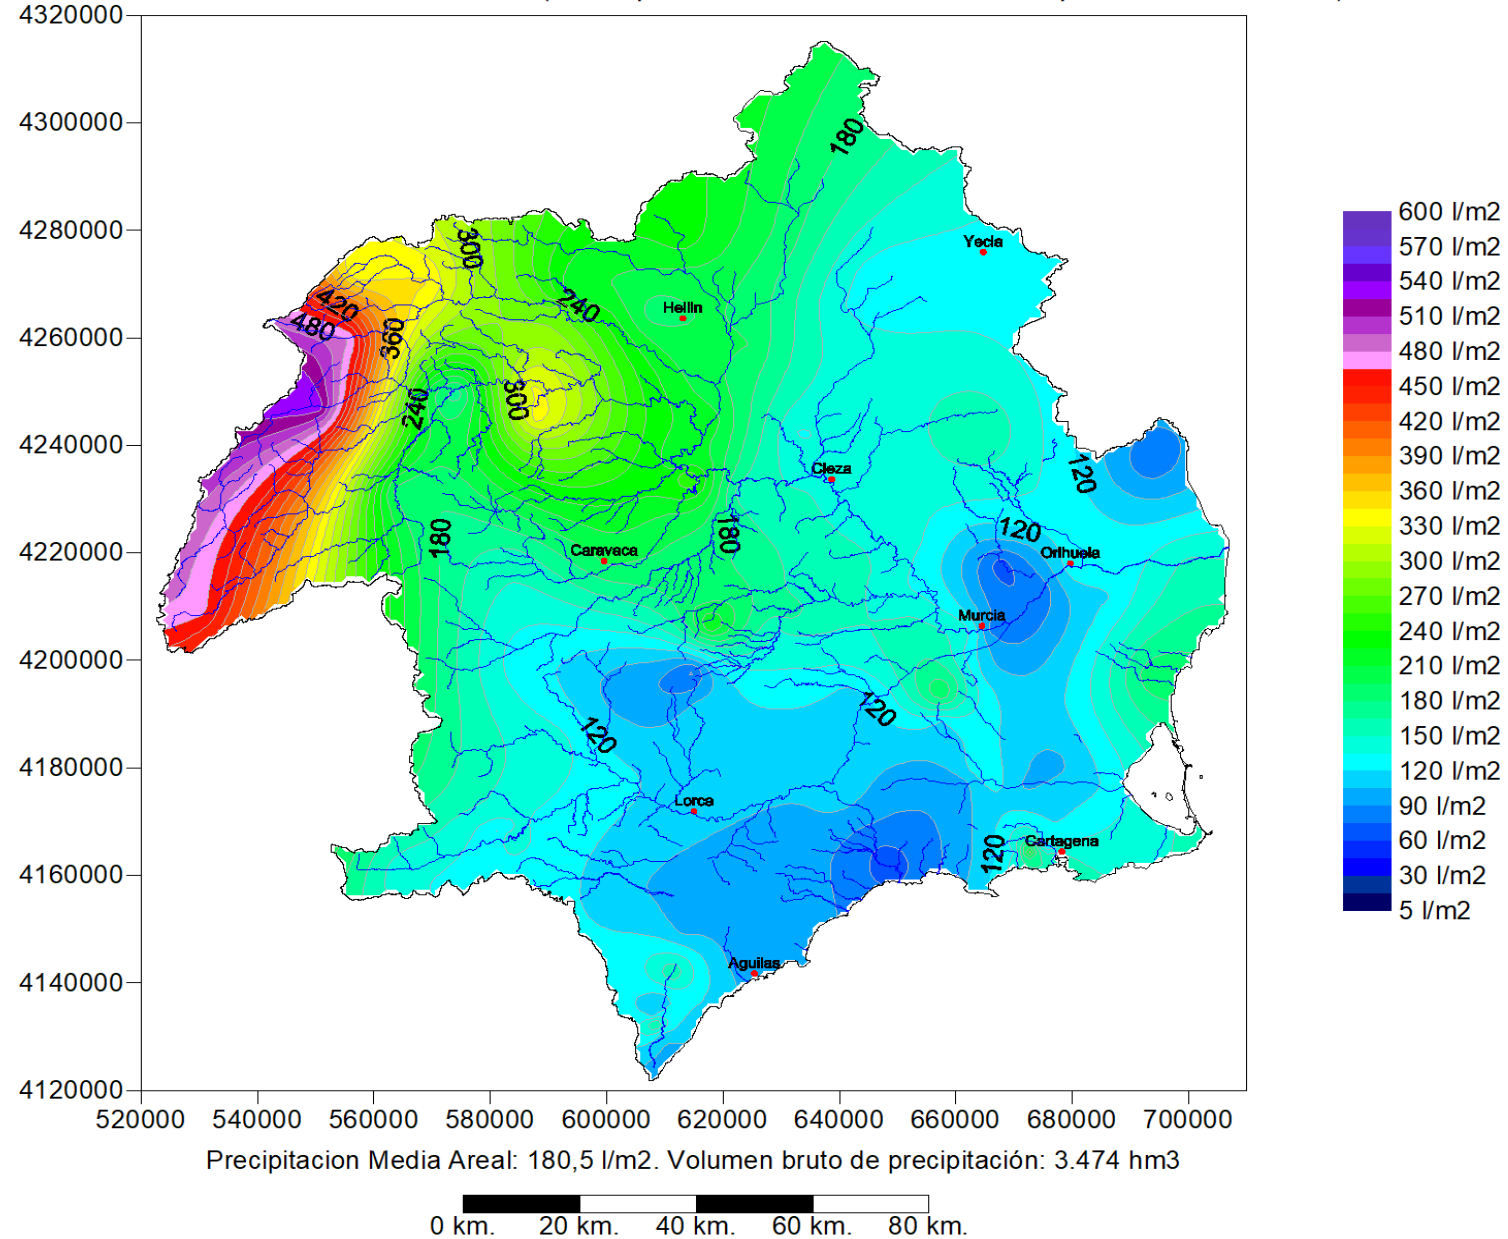 4320000
4300000
180
4280000
Yecla
300
600 l/m2
570 l/m2
540 l/m2
510 l/m2
480 l/m2
450 l/m2
420 l/m2
390 l/m2
360 l/m2
330 l/m2
300 l/m2
270 l/m2
240 l/m2
210 l/m2
180 l/m2
150 l/m2
120 l/m2
90 l/m2
60 l/m2
30 l/m2
5 l/m2
420
240
Hellin
480
360
4260000
240
300
4240000
Cieza
120
180
180
120
4220000
Caravaca
Orihuela
Murcia
4200000
120
120
4180000
Lorca
120
Cartagena
4160000
Aguilas
4140000
4120000
520000 540000 560000 580000 600000 620000 640000 660000 680000 700000
Precipitacion Media Areal: 180,5 l/m2. Volumen bruto de precipitación: 3.474 hm3
0 km. 20 km. 40 km. 60 km. 80 km.